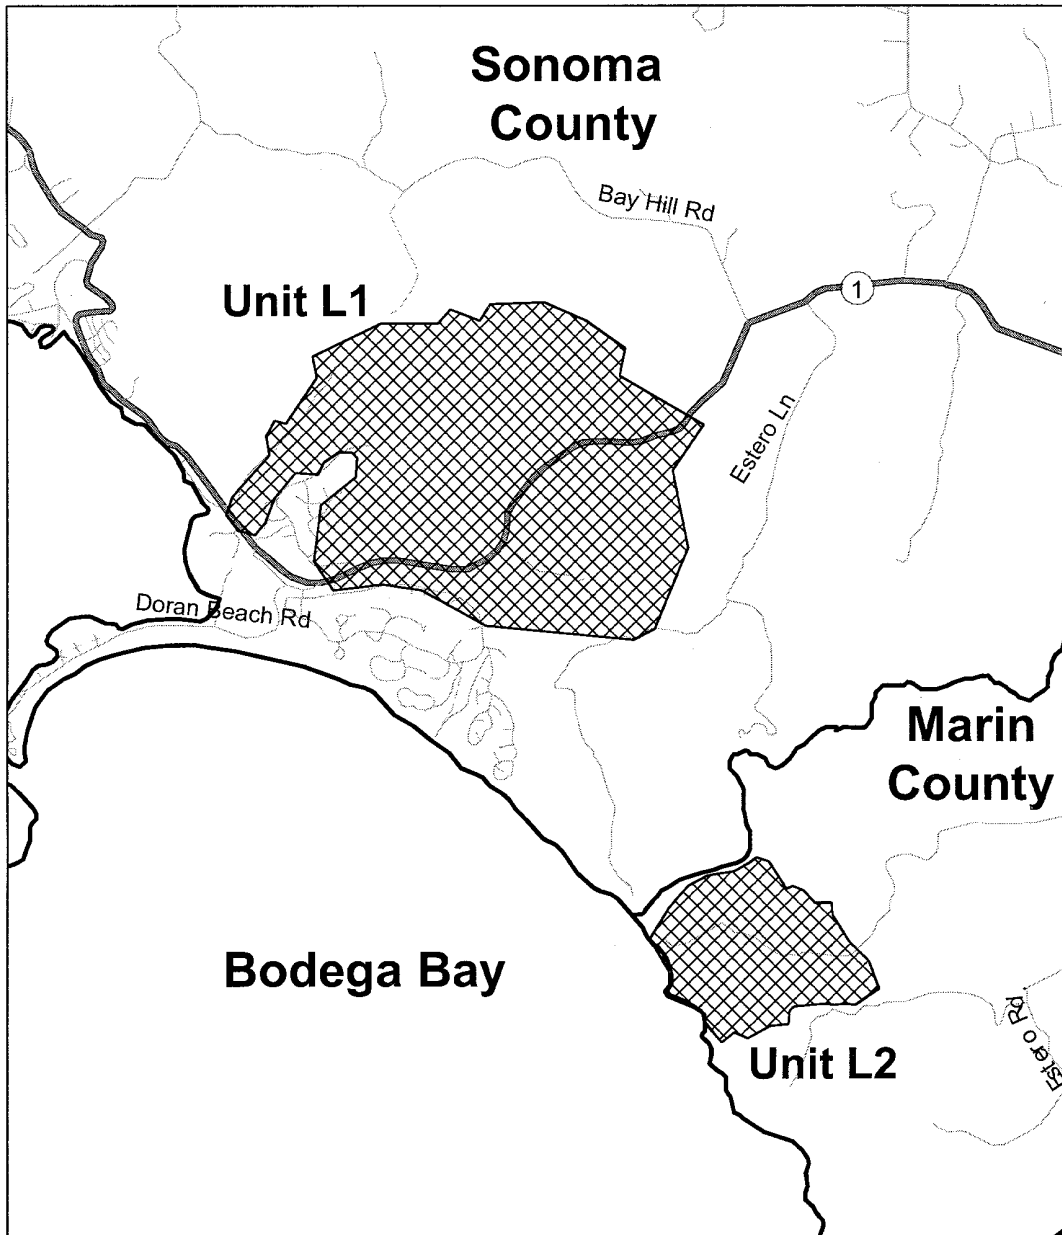 Sonoma
County
Bay Hill Rd
Unit L1
1
Estero Ln
Doran Beach Rd
Marin
County
Bodega Bay
Estero Rd
Unit L2